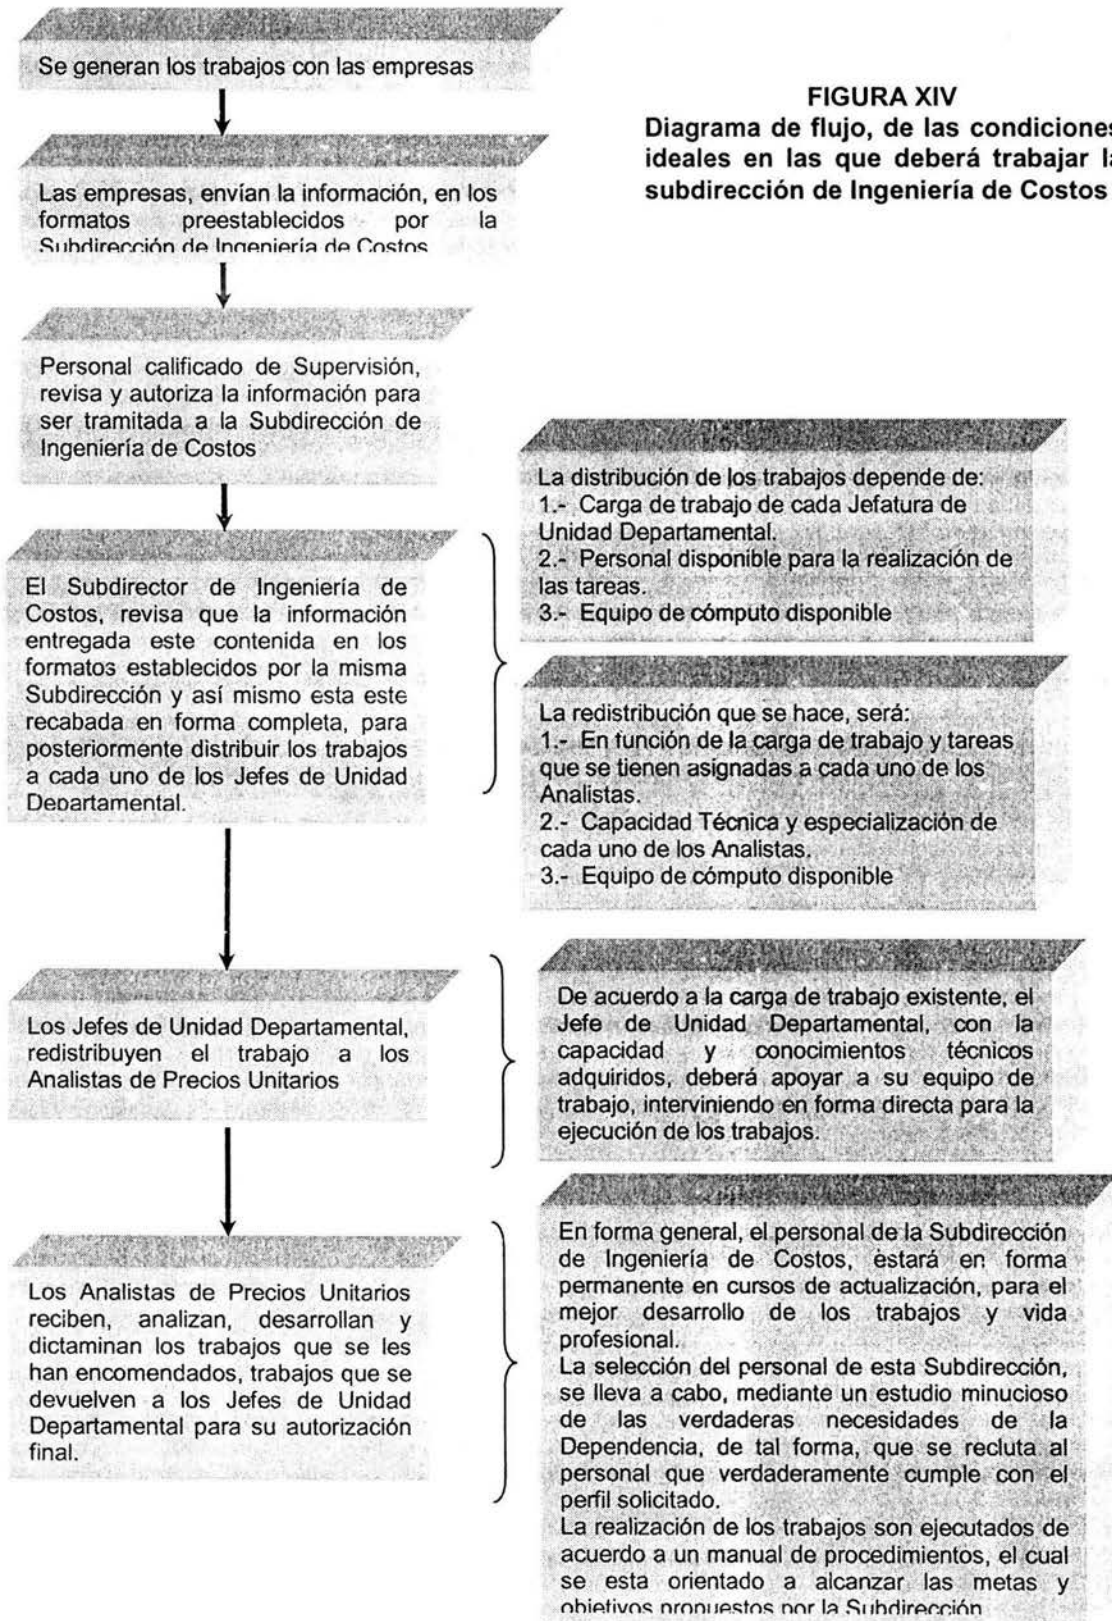 Se generan los trabajos con las empresas
FIGURA XIV
Diagrama de flujo, de las condiciones
ideales en las que deberá trabajar la
subdirección de Ingeniería de Costos
Las empresas, envían la información, en los
formatos preestablecidos por la
Subdirección de Ingeniería de Costos
Personal calificado de Supervisión,
revisa y autoriza la información para
ser tramitada a la Subdirección de
Ingeniería de Costos
El Subdirector de Ingeniería de
Costos, revisa que la información
entregada este contenida en los
formatos establecidos por la misma
Subdirección y así mismo esta este
recabada en forma completa, para
posteriormente distribuir los trabajos
a cada uno de los Jefes de Unidad
Departamental.
La distribución de los trabajos depende de:
1.- Carga de trabajo de cada Jefatura de
Unidad Departamental.
2.- Personal disponible para la realización de
las tareas.
3.- Equipo de cómputo disponible
La redistribución que se hace, será:
1.- En función de la carga de trabajo y tareas
que se tienen asignadas a cada uno de los
Analistas.
2.- Capacidad Técnica y especialización de
cada uno de los Analistas.
3.- Equipo de cómputo disponible
Los Jefes de Unidad Departamental,
redistribuyen el trabajo a los
Analistas de Precios Unitarios
De acuerdo a la carga de trabajo existente, el
Jefe de Unidad Departamental, con la
capacidad y conocimientos técnicos
adquiridos, deberá apoyar a su equipo de
trabajo, interviniendo en forma directa para la
ejecución de los trabajos.
Los Analistas de Precios Unitarios
reciben, analizan, desarrollan y
dictaminan los trabajos que se les
han encomendados, trabajos que se
devuelven a los Jefes de Unidad
Departamental para su autorización
final.
En forma general, el personal de la Subdirección
de Ingeniería de Costos, estará en forma
permanente en cursos de actualización, para el
mejor desarrollo de los trabajos y vida
profesional.
La selección del personal de esta Subdirección,
se lleva a cabo, mediante un estudio minucioso
de las verdaderas necesidades de la
Dependencia, de tal forma, que se recluta al
personal que verdaderamente cumple con el
perfil solicitado.
La realización de los trabajos son ejecutados de
acuerdo a un manual de procedimientos, el cual
se esta orientado a alcanzar las metas y
objetivos propuestos por la Subdirección